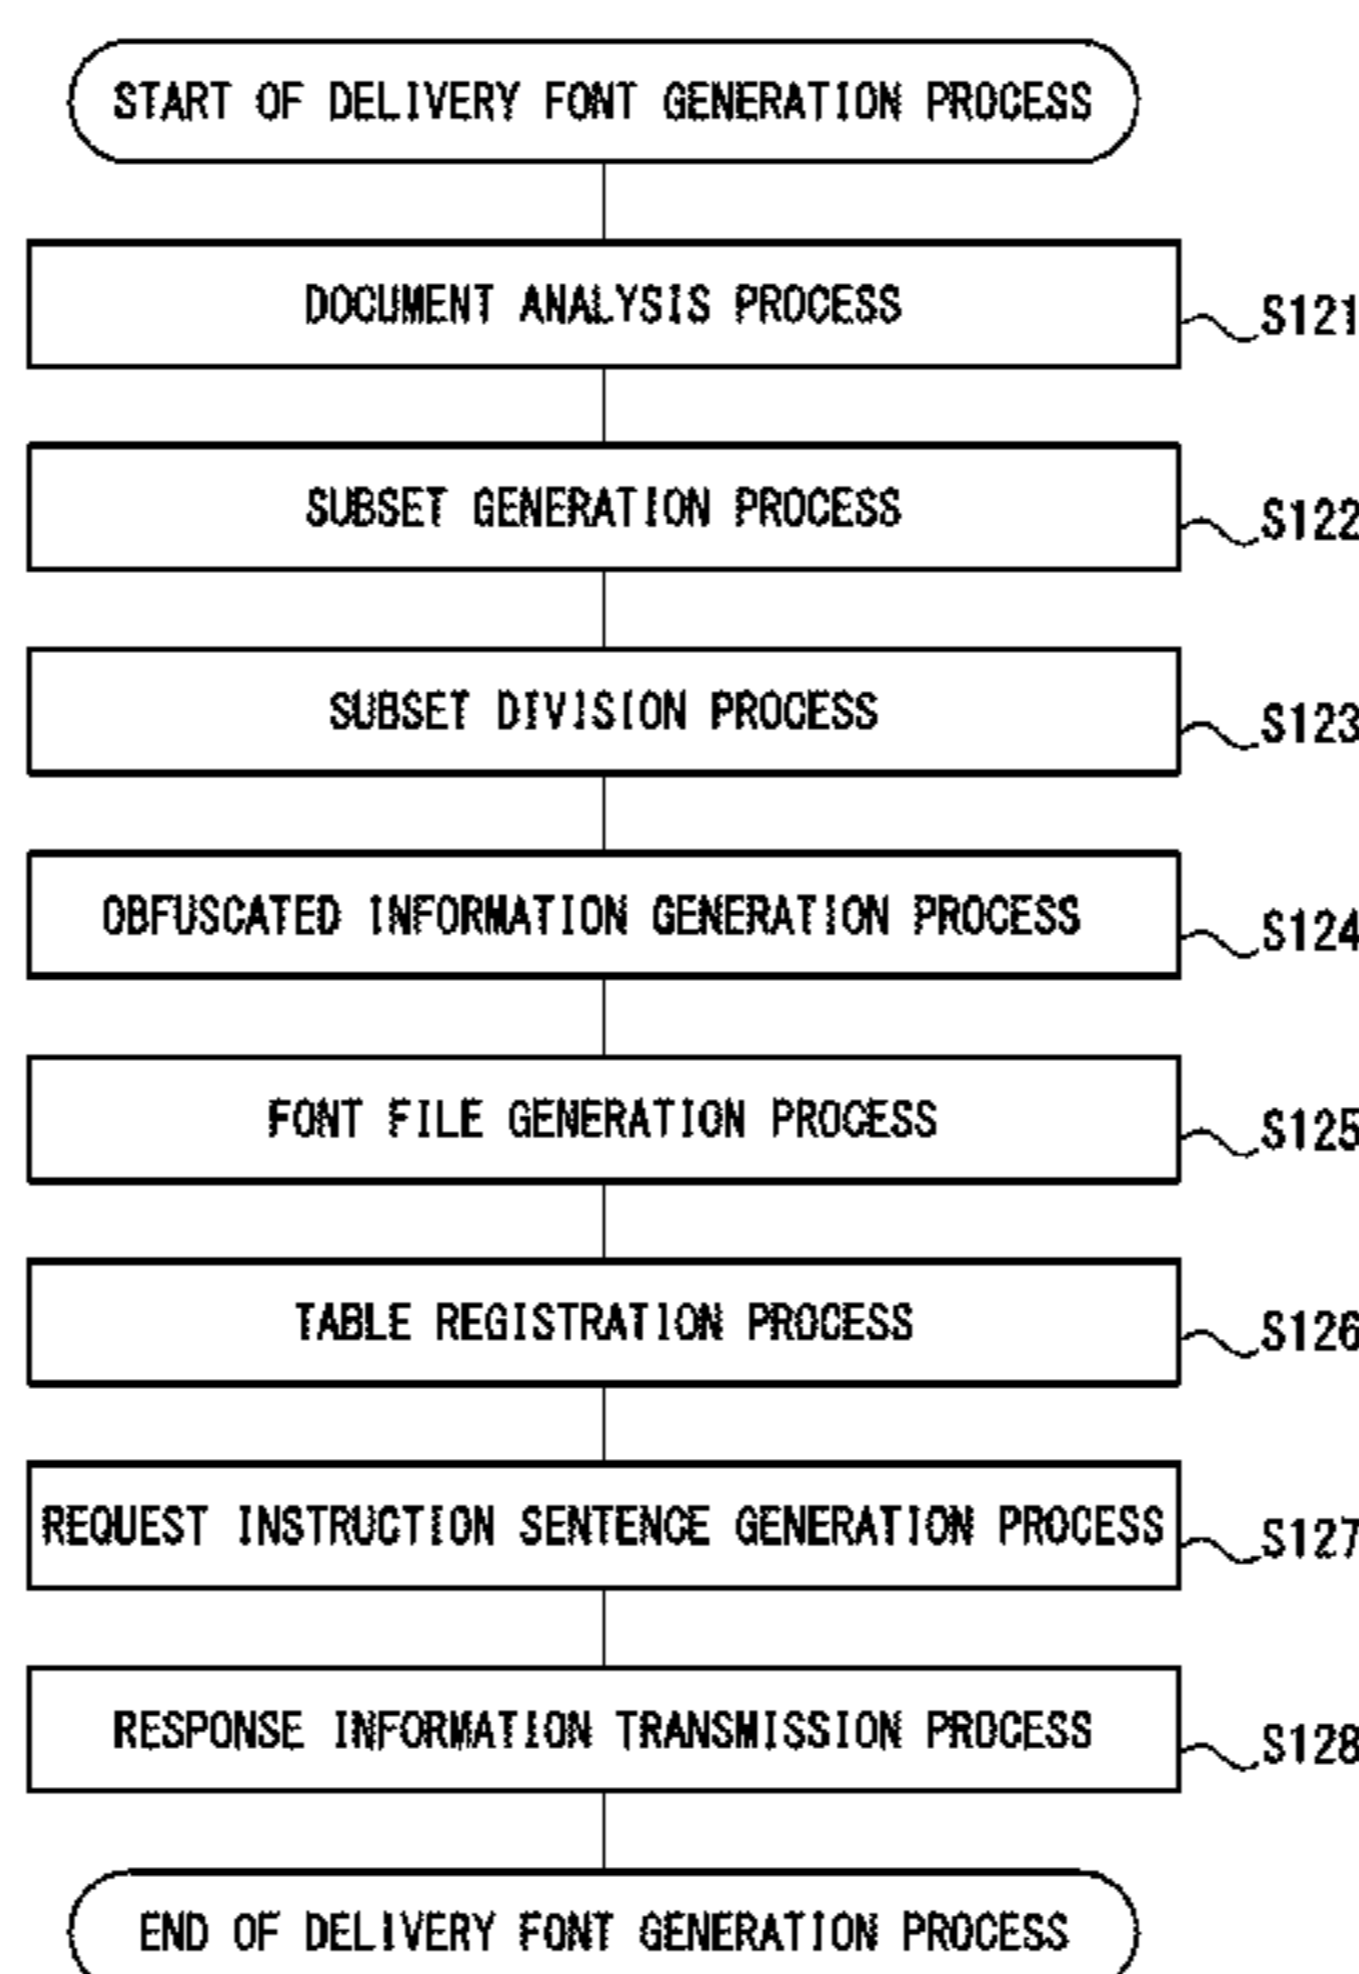 START OF DELIVERY FONT GENERATION PROCESS
DOCUMENT ANALYSIS PROCESS
S121
SUBSET GENERATION PROCESS
S122
SUBSET DIVISION PROCESS
S123
OBFUSCATED INFORMATION GENERATION PROCESS
S124
FONT FILE GENERATION PROCESS
S125
TABLE REGISTRATION PROCESS
S126
REQUEST INSTRUCTION SENTENCE GENERATION PROCESS
S127
RESPONSE INFORMATION TRANSMISSION PROCESS
S128
END OF DELIVERY FONT GENERATION PROCESS